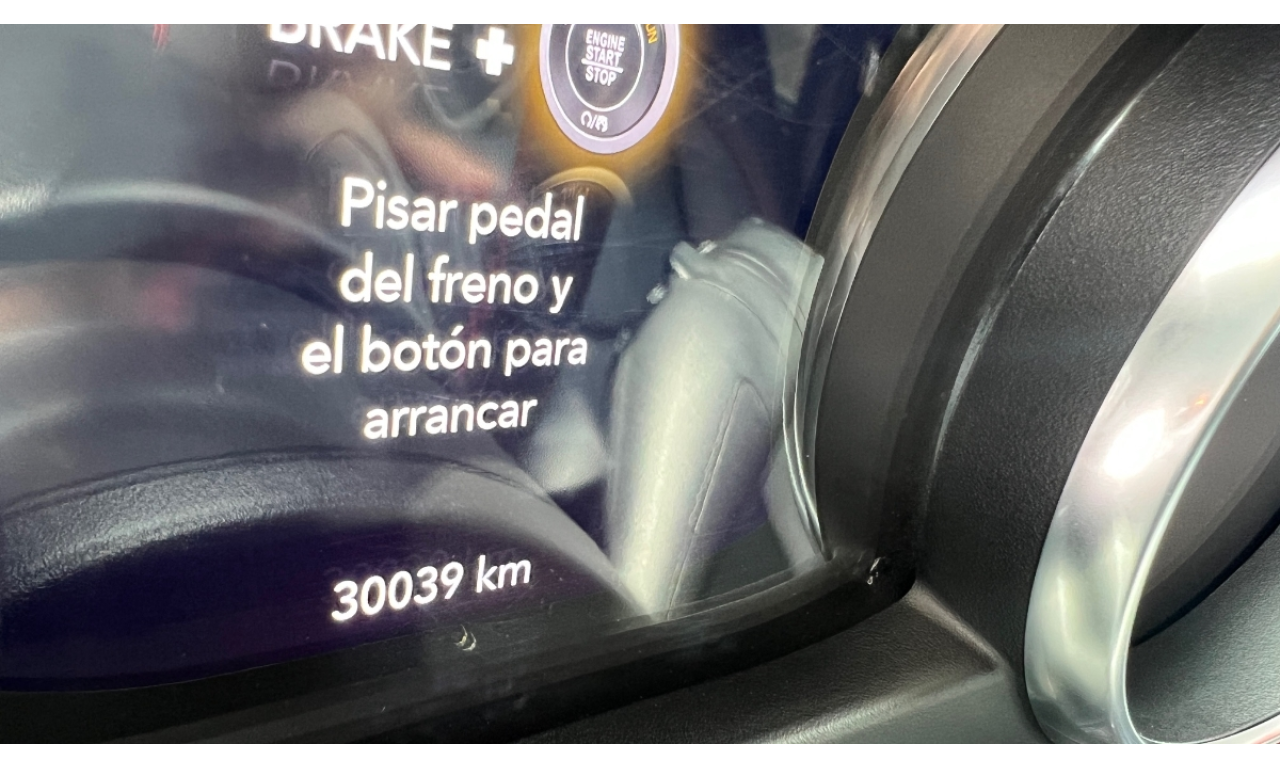 BRAKE +
ENGINE
START
STOP
Pisar pedal
del freno y
el botón para
arrancar
30039 km